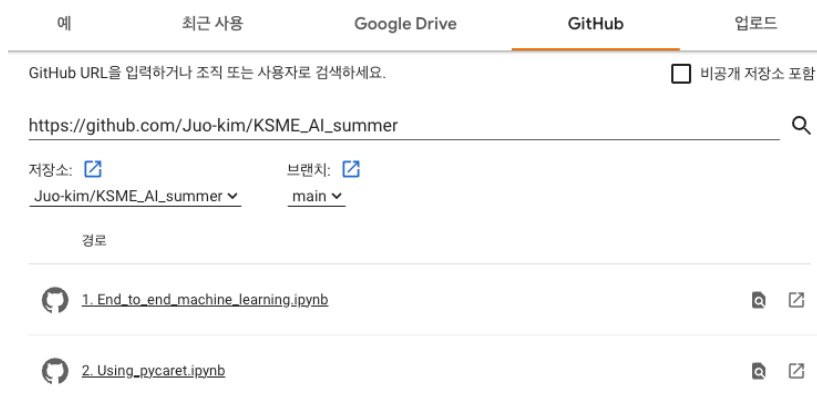 예 최근 사용 Google Drive GitHub 업로드
GitHub URL을 입력하거나 조직 또는 사용자로 검색하세요. 비공개 저장소 포함
https://github.com/Juo-kim/KSME_AI_summer
저장소: 브랜치:
Juo-kim/KSME_AI_summer main
경로
1. End_to_end_machine_learning.ipynb
2. Using_pycaret.ipynb